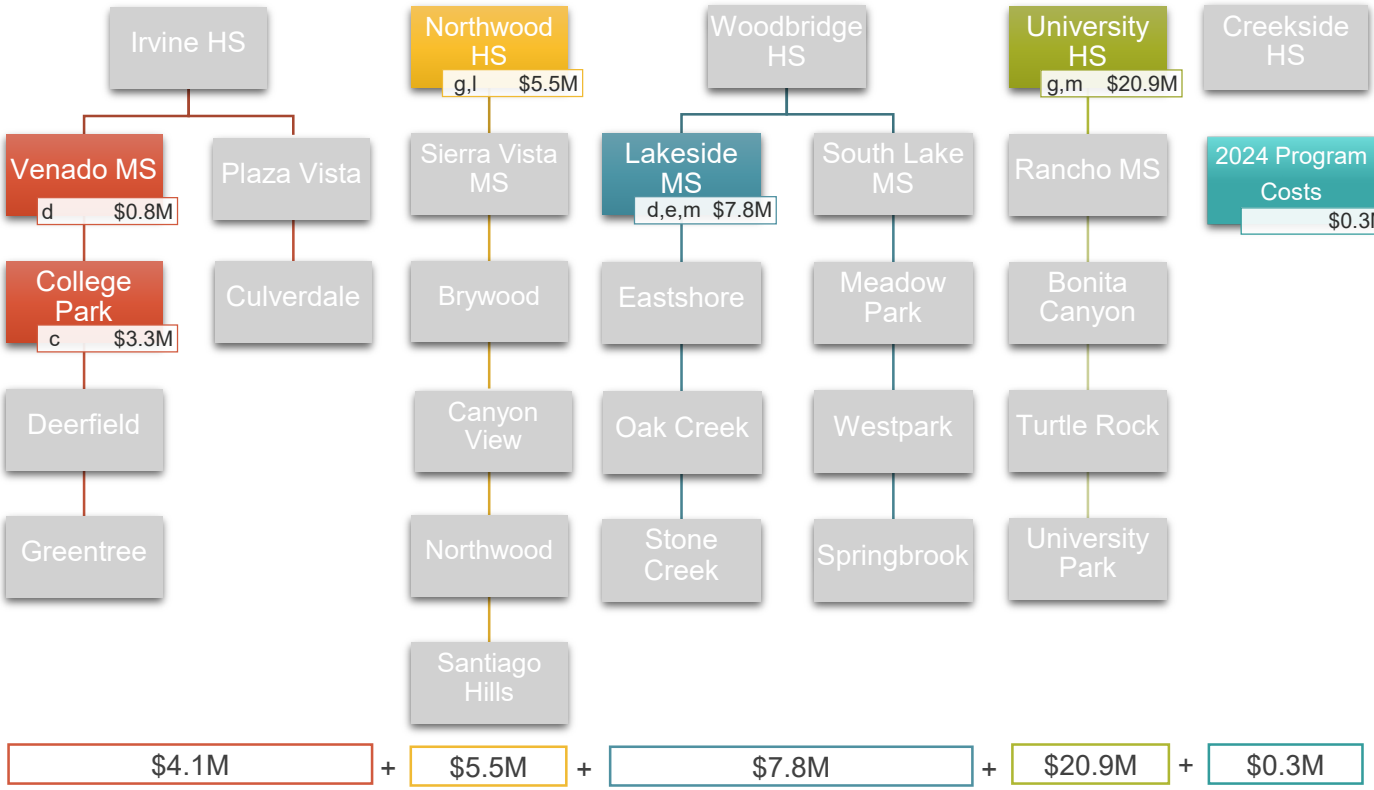 Irvine HS
Northwood
HS
g,l $5.5M
Woodbridge
HS
University
HS
g,m $20.9M
Creekside
HS
Venado MS
d $0.8M
Plaza Vista
Sierra Vista
MS
Lakeside
MS
d,e,m $7.8M
South Lake
MS
Rancho MS
2024 Program
Costs
$0.3M
College
Park
c $3.3M
Culverdale
Brywood
Eastshore
Meadow
Park
Bonita
Canyon
Deerfield
Canyon
View
Oak Creek
Westpark
Turtle Rock
Greentree
Northwood
Stone
Creek
Springbrook
University
Park
Santiago
Hills
$4.1M + $5.5M + $7.8M + $20.9M + $0.3M